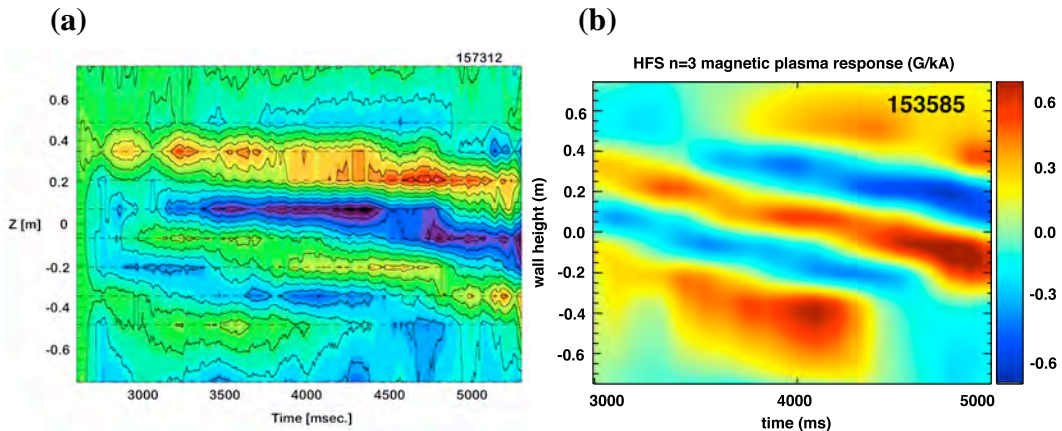 (a)
157312
0.6
0.4
0.2
0
-0.2
-0.4
-0.6
Z [m]
3000 3500 4000 4500 5000
Time [msec.]
(b)
HFS n=3 magnetic plasma response (G/kA)
153585
0.6
0.4
0.2
0.0
-0.2
-0.4
-0.6
wall height (m)
3000 4000 5000
time (ms)
0.6
0.3
0.0
-0.3
-0.6